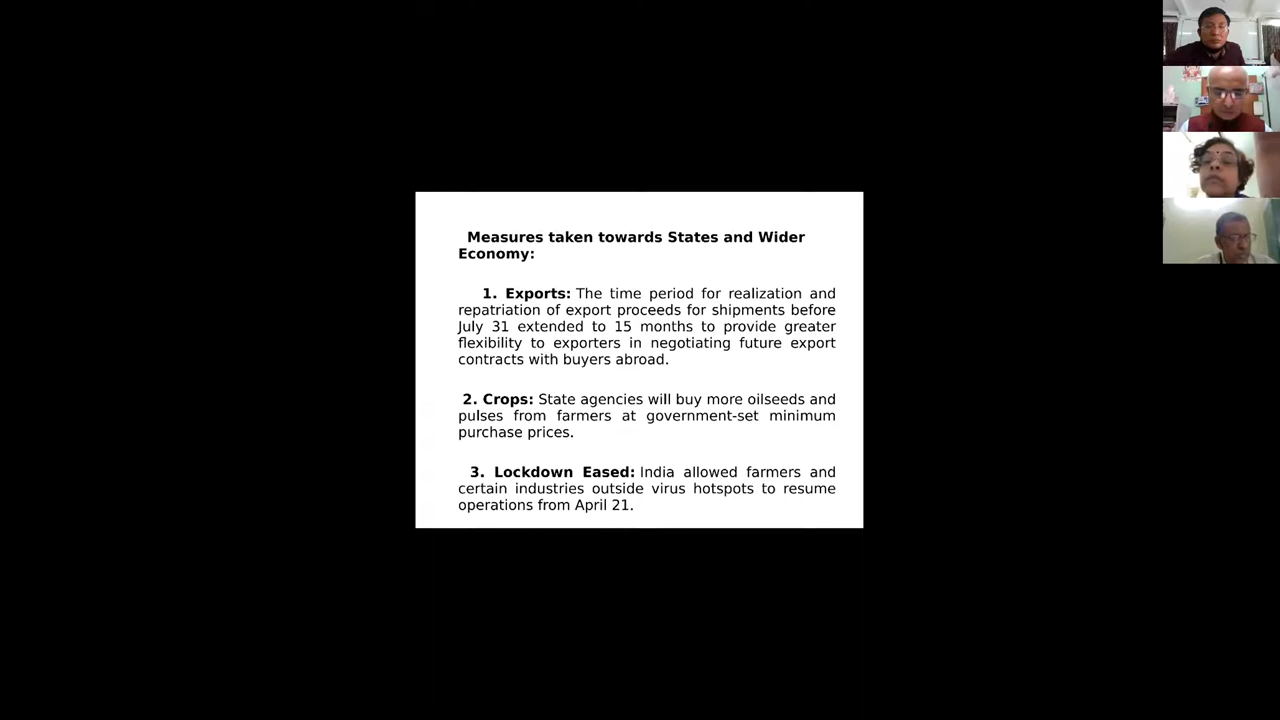 Measures taken towards States and Wider
Economy:
1. Exports: The time period for realization and
repatriation of export proceeds for shipments before
July 31 extended to 15 months to provide greater
flexibility to exporters in negotiating future export
contracts with buyers abroad.
2. Crops: State agencies will buy more oilseeds and
pulses from farmers at government-set minimum
purchase prices.
3. Lockdown Eased: India allowed farmers and
certain industries outside virus hotspots to resume
operations from April 21.